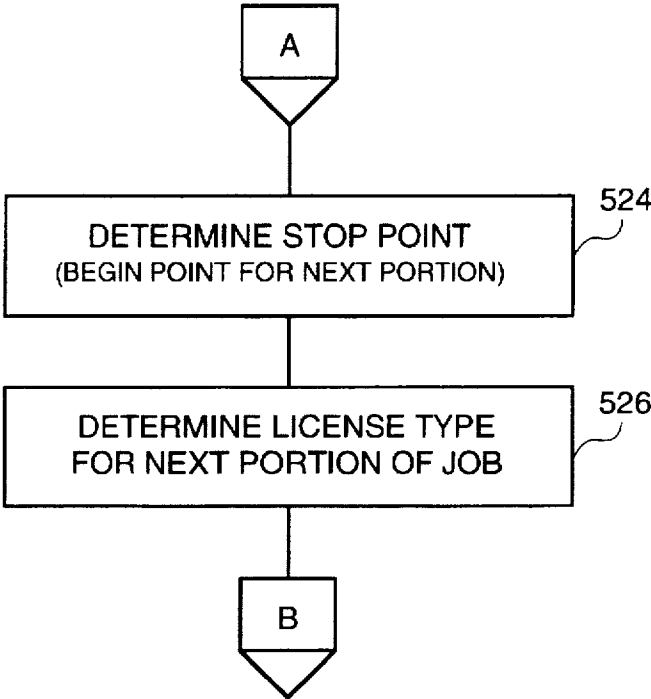 A
524
DETERMINE STOP POINT
(BEGIN POINT FOR NEXT PORTION)
526
DETERMINE LICENSE TYPE
FOR NEXT PORTION OF JOB
B